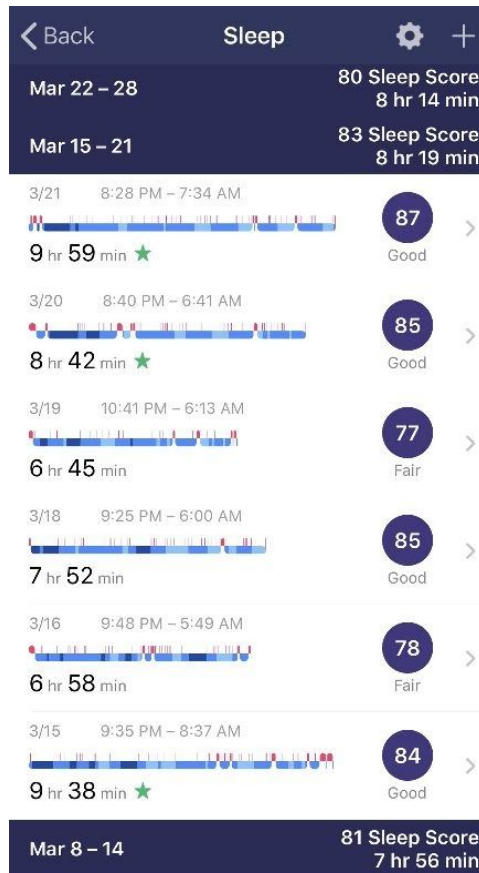 Back Sleep
Mar 22 – 28 80 Sleep Score
8 hr 14 min
Mar 15 – 21 83 Sleep Score
8 hr 19 min
3/21 8:28 PM – 7:34 AM
87
9 hr 59 min
Good
3/20 8:40 PM – 6:41 AM
85
8 hr 42 min
Good
3/19 10:41 PM – 6:13 AM
77
6 hr 45 min
Fair
3/18 9:25 PM – 6:00 AM
85
7 hr 52 min
Good
3/16 9:48 PM – 5:49 AM
78
6 hr 58 min
Fair
3/15 9:35 PM – 8:37 AM
84
9 hr 38 min
Good
Mar 8 – 14 81 Sleep Score
7 hr 56 min